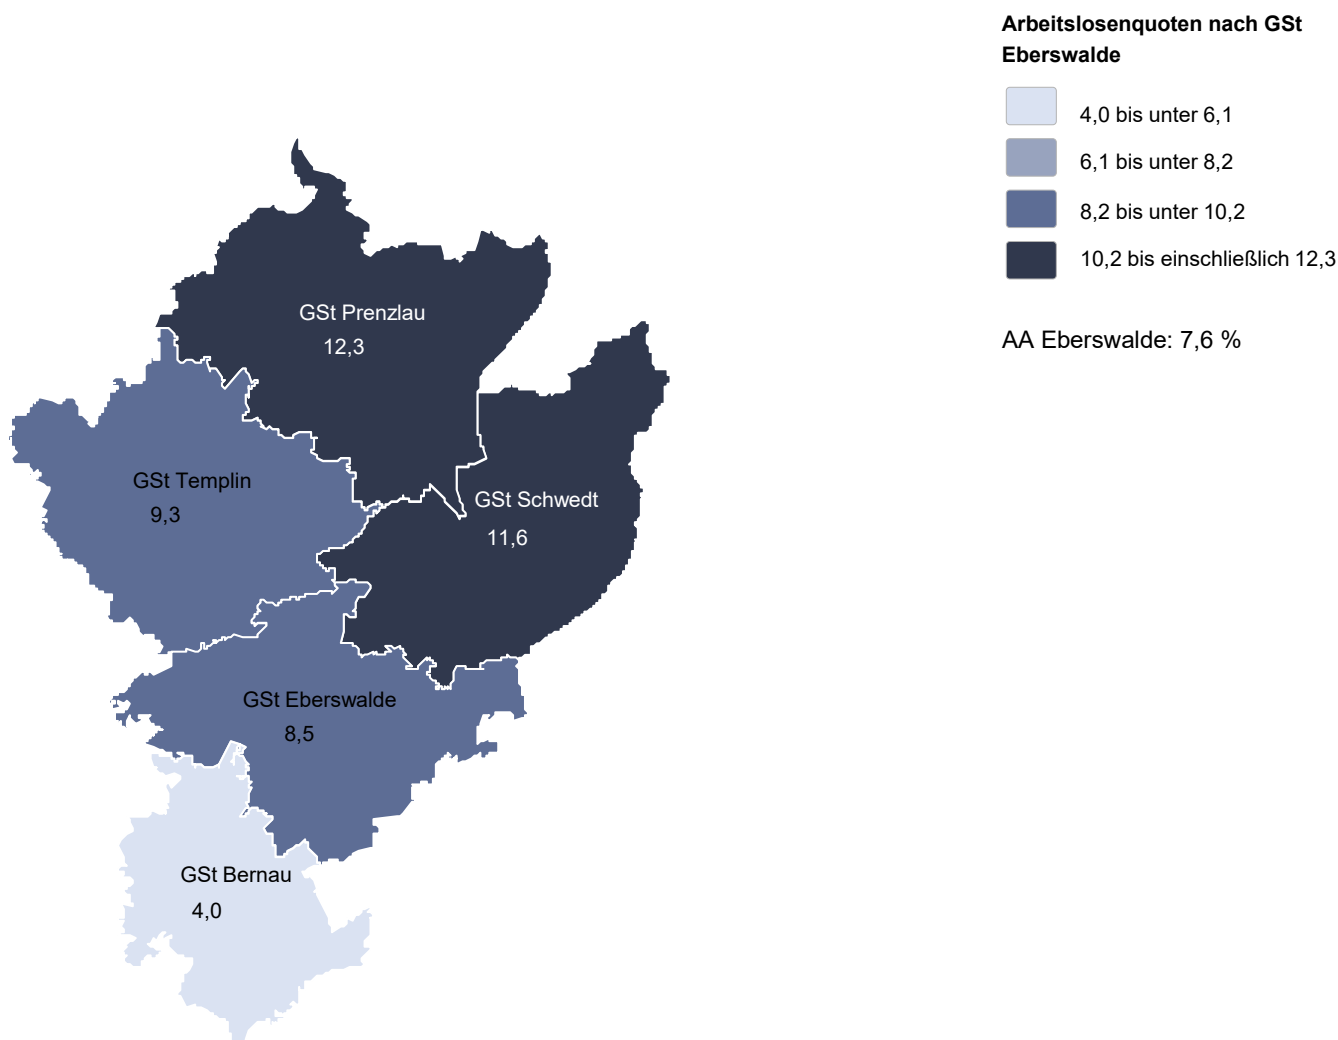 Arbeitslosenquoten nach GSt
Eberswalde
4,0 bis unter 6,1
6,1 bis unter 8,2
8,2 bis unter 10,2
10,2 bis einschließlich 12,3
AA Eberswalde: 7,6 %
GSt Prenzlau
12,3
GSt Templin
9,3
GSt Schwedt
11,6
GSt Eberswalde
8,5
GSt Bernau
4,0